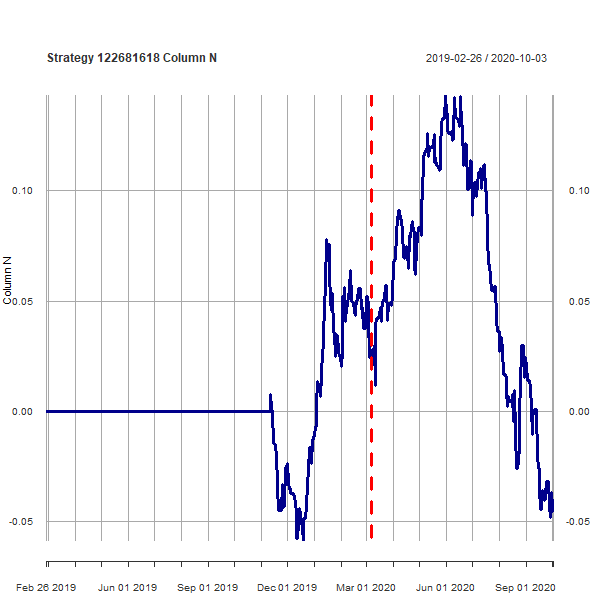 Strategy 122681618 Column N
2019-02-26 / 2020-10-03
0.10
0.05
0.00
-0.05
Column N
0.10
0.05
0.00
-0.05
Feb 26 2019
Jun 01 2019
Sep 01 2019
Dec 01 2019
Mar 01 2020
Jun 01 2020
Sep 01 2020